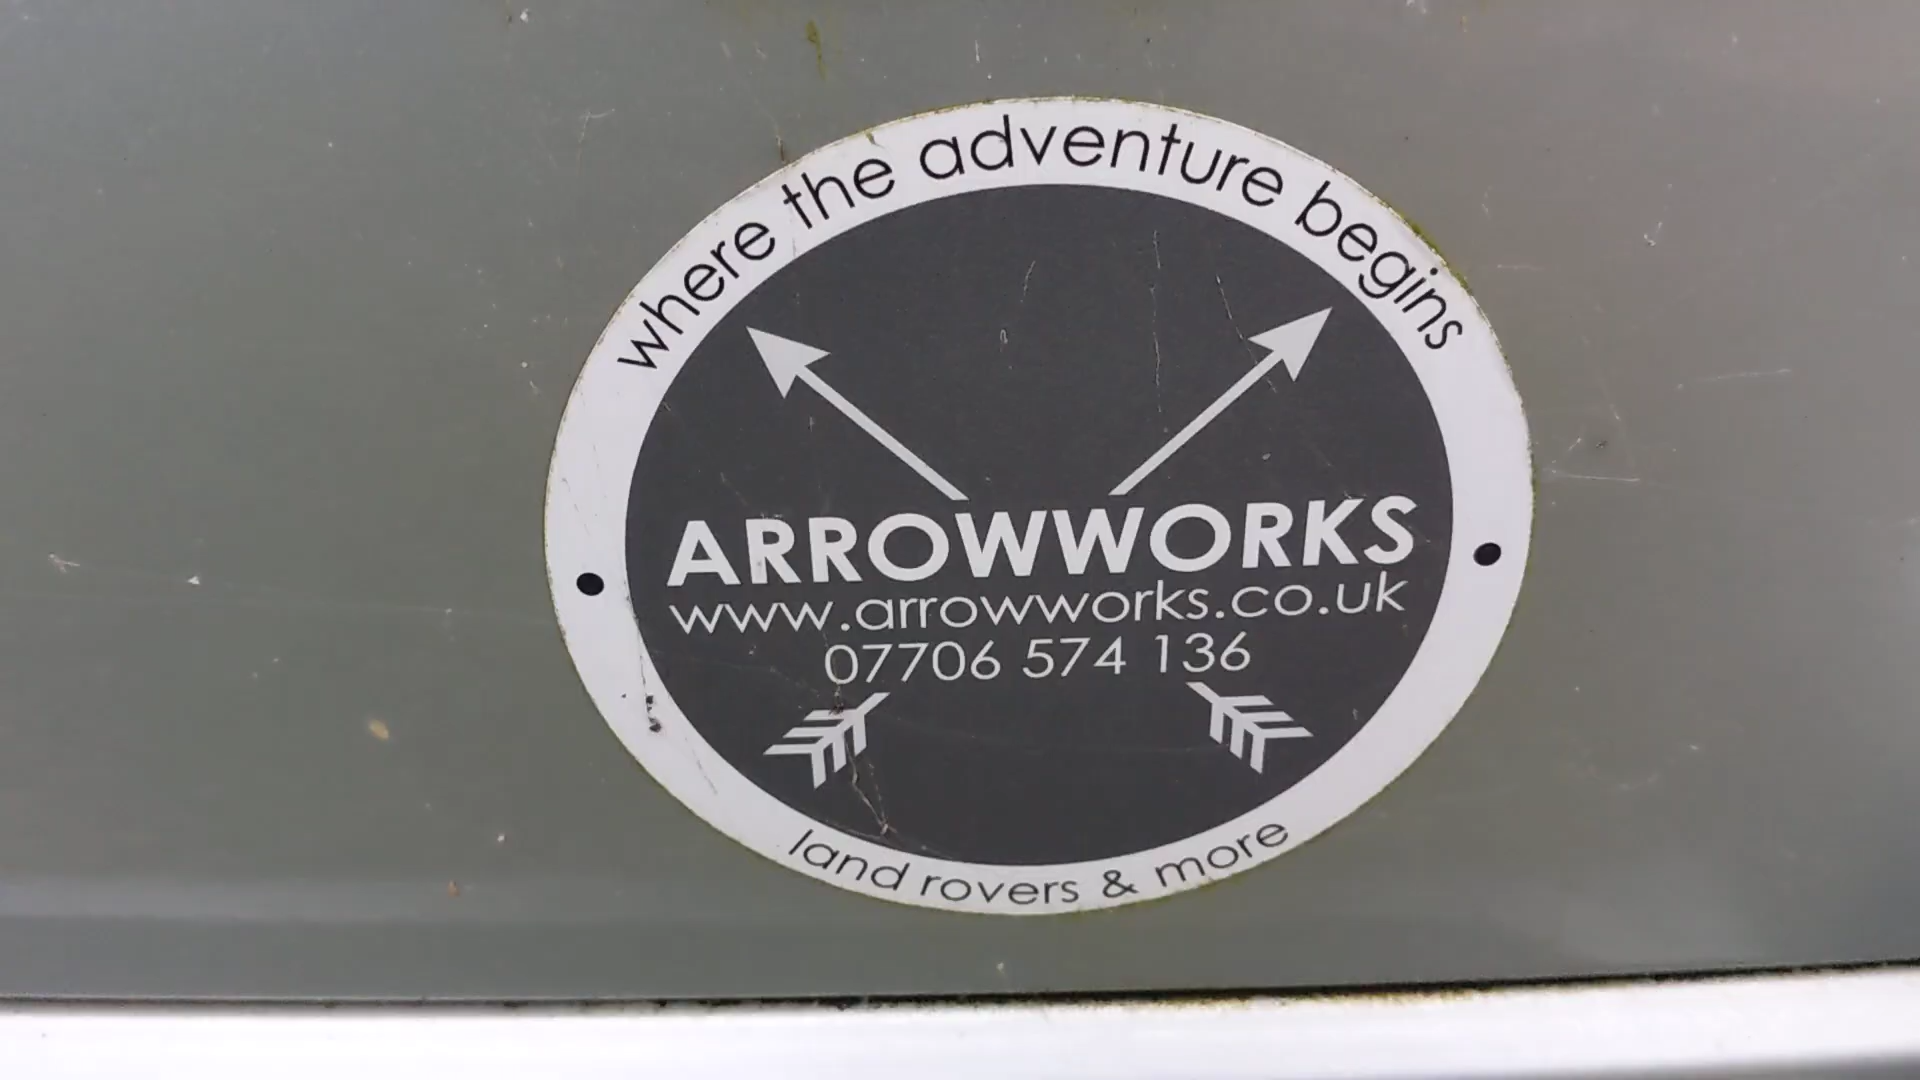 where the adventure begins
ARROWWORKS
www.arrowworks.co.uk
07706 574 136
land rovers & more